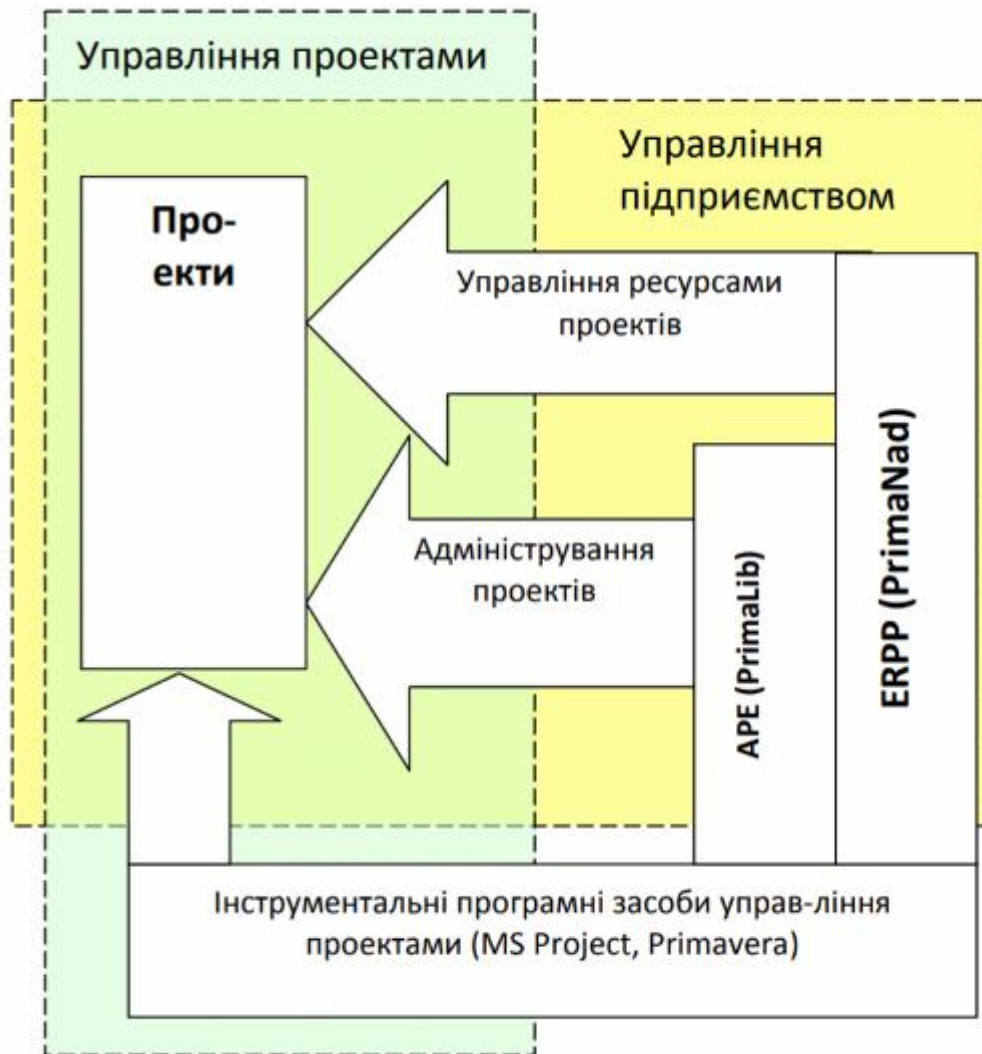 Управління проектами
Управління
підприємством
Про-
екти
Управління ресурсами
проектів
Адміністрування
проектів
APE (PrimaLib)
ERPP (PrimaNad)
Інструментальні програмні засоби управ-ління
проектами (MS Project, Primavera)